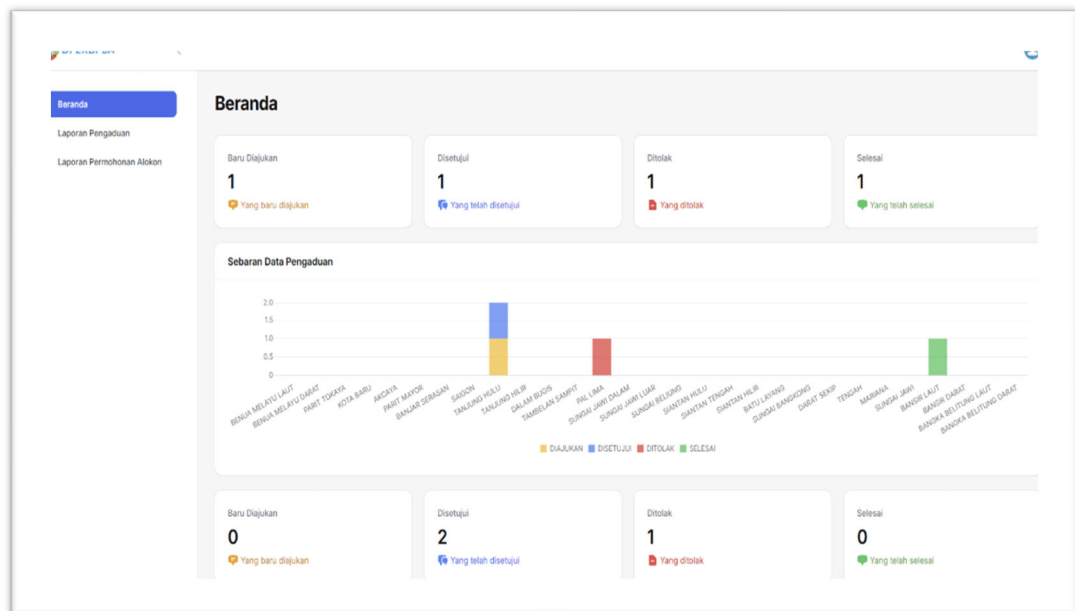 Beranda
Laporan Pengaduan
Laporan Permohonan Alokon
Beranda
Baru Diajukan
1
Yang baru diajukan
Disetujui
1
Yang telah disetujui
Ditolak
1
Yang ditolak
Selesai
1
Yang telah selesai
Sebaran Data Pengaduan
2.0
1.5
1.0
0.5
0
BENUA MELAYU LAUT
BENUA MELAYU DARAT
PARIT TOKAYA
KOTA BARU
AKCAYA
PARIT MAYOR
BANJAR SERASAN
SAIGON
TANJUNG HULU
TANJUNG HILIR
DALAM BUGIS
TAMBELAN SAMPIT
PAL LIMA
SUNGAI JAWI DALAM
SUNGAI JAWI LUAR
SUNGAI BELIUNG
SIANTAN HULU
SIANTAN TENGAH
SIANTAN HILIR
BATU LAYANG
SUNGAI BANGKONG
DARAT SEKIP
TENGAH
MARIANA
SUNGAI JAWI
BANSIR LAUT
BANSIR DARAT
BANGKA BELITUNG LAUT
BANGKA BELITUNG DARAT
DIAJUKAN DISETUJUI DITOLAK SELESAI
Baru Diajukan
0
Yang baru diajukan
Disetujui
2
Yang telah disetujui
Ditolak
1
Yang ditolak
Selesai
0
Yang telah selesai